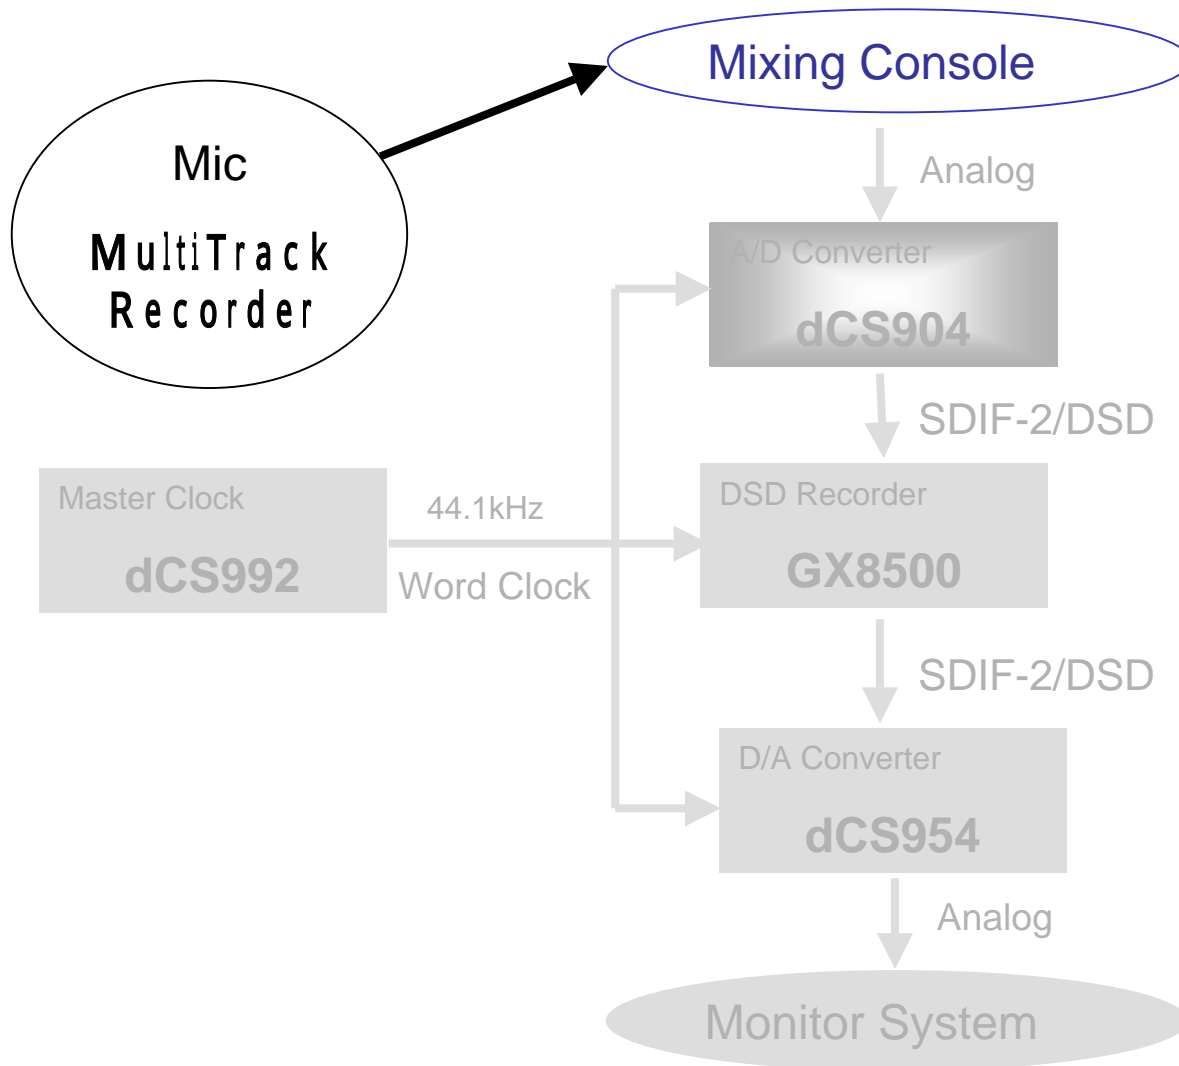 Mixing Console
Mic
MultiTrack
Recorder
Analog
A/D Converter
dCS904
SDIF-2/DSD
Master Clock
dCS992
44.1kHz
Word Clock
DSD Recorder
GX8500
SDIF-2/DSD
D/A Converter
dCS954
Analog
Monitor System